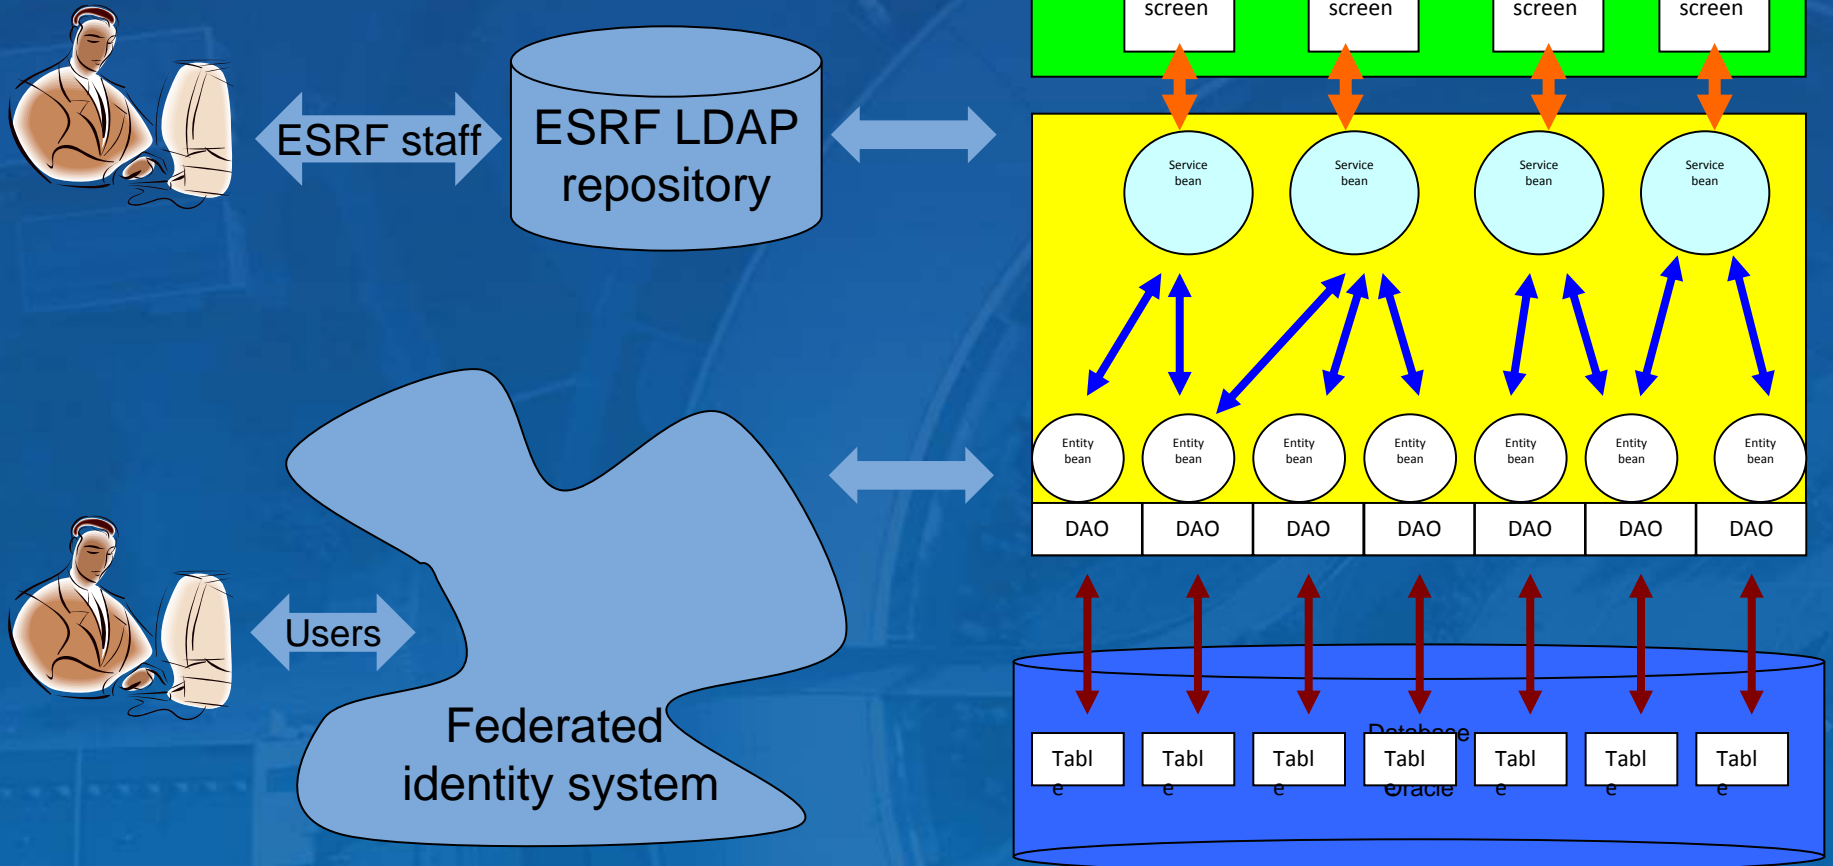 screen screen screen screen
ESRF staff
ESRF LDAP
repository
Service Service Service Service
bean bean bean bean
Entity Entity Entity Entity Entity Entity Entity
bean bean bean bean bean bean bean
DAO DAO DAO DAO DAO DAO DAO
Users
Federated
identity system
Database
Tabl Tabl Tabl Tabl Tabl Tabl Tabl
e e e e e e e
Oracle